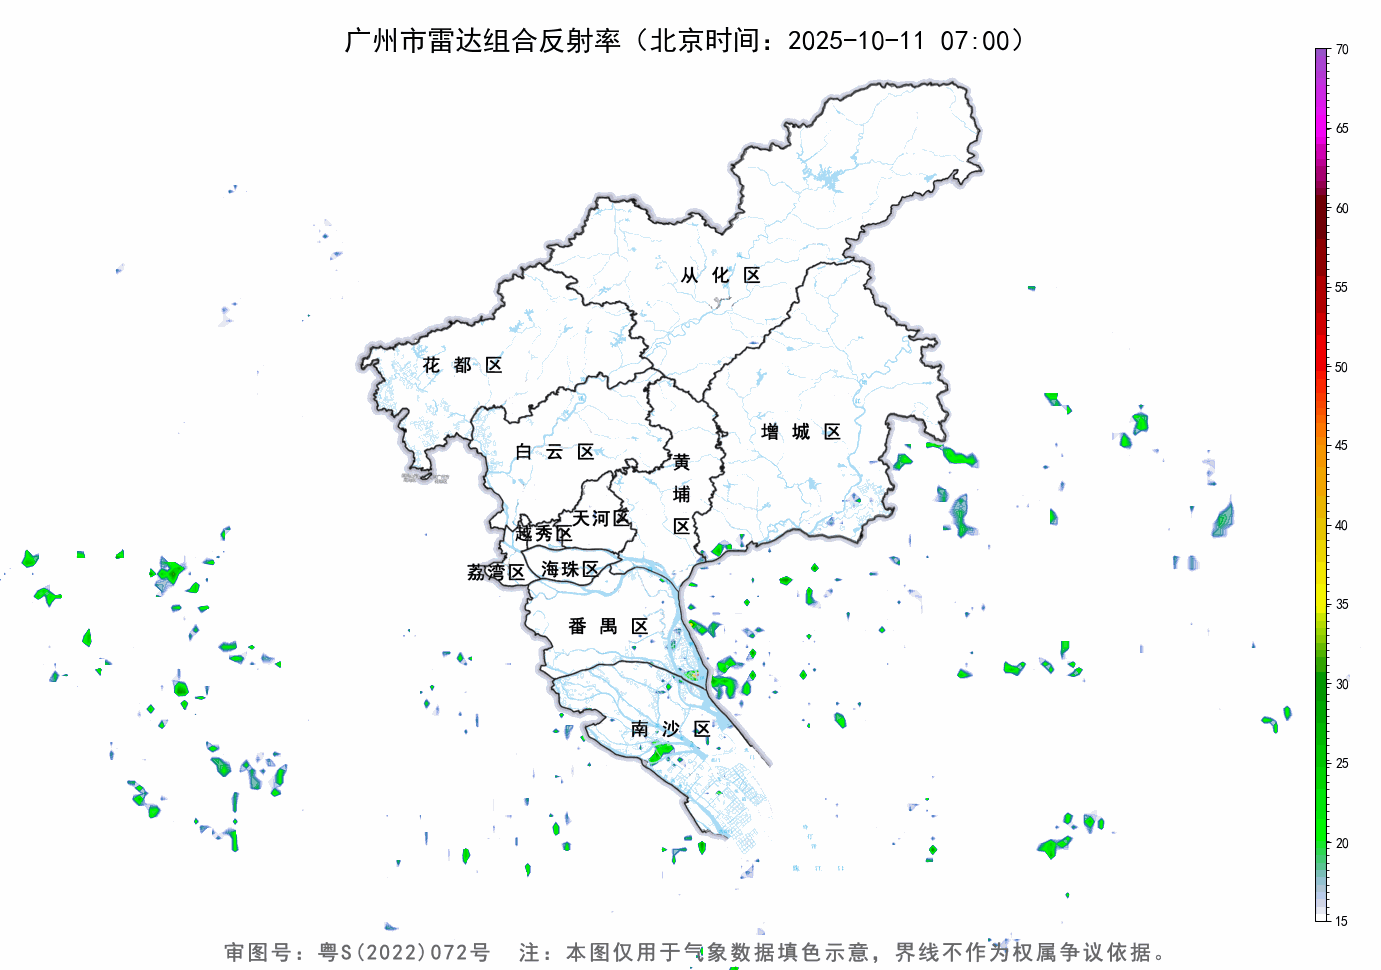 广州市雷达组合反射率（北京时间：2025-10-11 07:00）
70
65
60
55
50
45
40
35
30
25
20
15
从化区
花都区
增城区
白云区
黄埔区
天河区
越秀区
海珠区
荔湾区
番禺区
南沙区
审图号：粤S(2022)072号 注：本图仅用于气象数据填色示意，界线不作为权属争议依据。